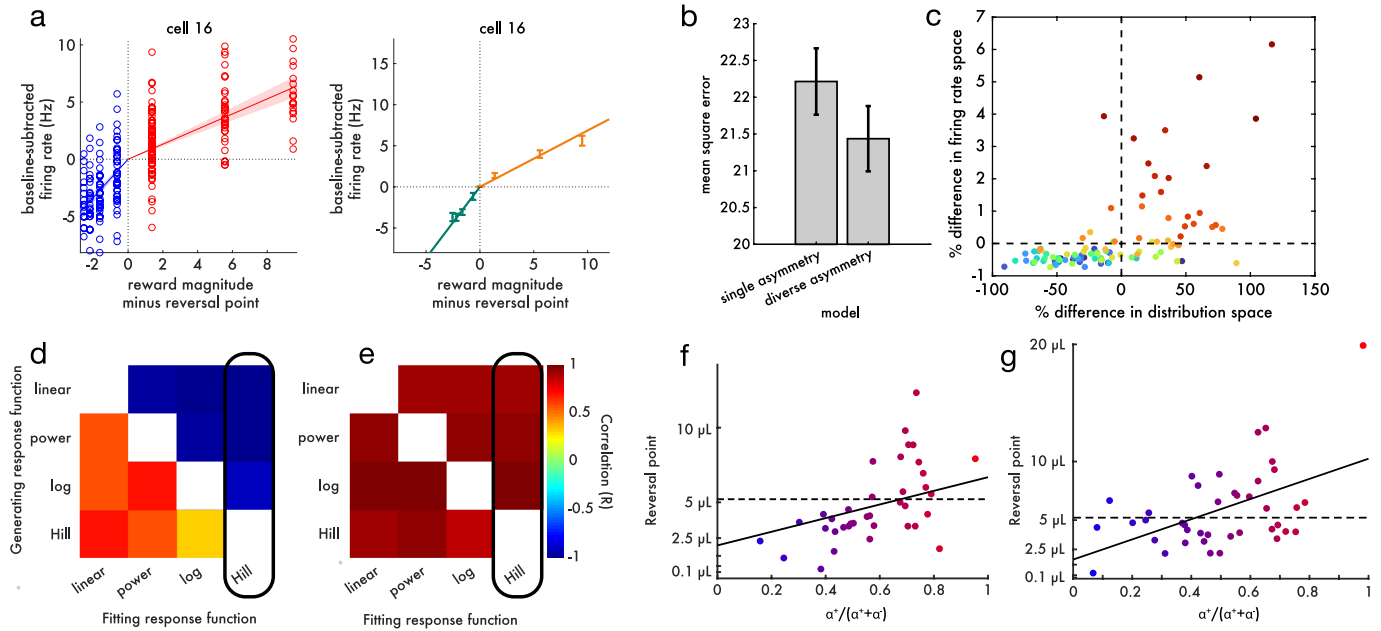 a
cell 16
baseline-subtracted
firing rate (Hz)
10
5
0
-5
-2
0
2
4
6
8
reward magnitude
minus reversal point
cell 16
baseline-subtracted
firing rate (Hz)
15
10
5
0
-5
-5
0
5
10
reward magnitude
minus reversal point
b
mean square error
23
22.5
22
21.5
21
20.5
20
single asymmetry
diverse asymmetry
model
c
% difference in firing rate space
7
6
5
4
3
2
1
0
-1
-100
-50
0
50
100
150
% difference in distribution space
d
Generating response function
linear
power
log
Hill
linear
power
log
Hill
Fitting response function
e
1
0.5
0
-0.5
-1
Correlation (R)
linear
power
log
Hill
Fitting response function
f
Reversal point
10 µL
5 µL
2.5 µL
0.1 µL
0
0.2
0.4
0.6
0.8
1
α⁺/(α⁺+α⁻)
g
Reversal point
20 µL
10 µL
5 µL
2.5 µL
0.1 µL
0
0.2
0.4
0.6
0.8
1
α⁺/(α⁺+α⁻)